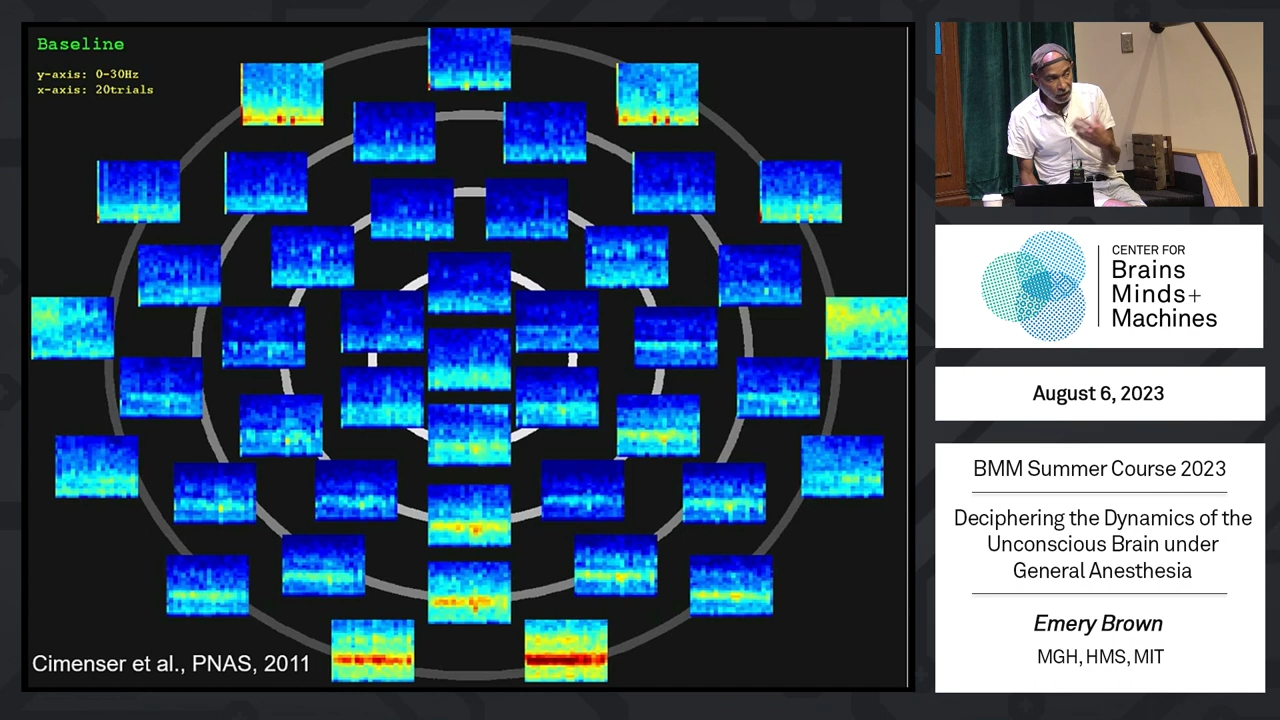 Baseline
y-axis: 0-30Hz
x-axis: 20trials
Cimenser et al., PNAS, 2011
CENTER FOR
Brains
Minds+
Machines
August 6, 2023
BMM Summer Course 2023
Deciphering the Dynamics of the
Unconscious Brain under
General Anesthesia
Emery Brown
MGH, HMS, MIT